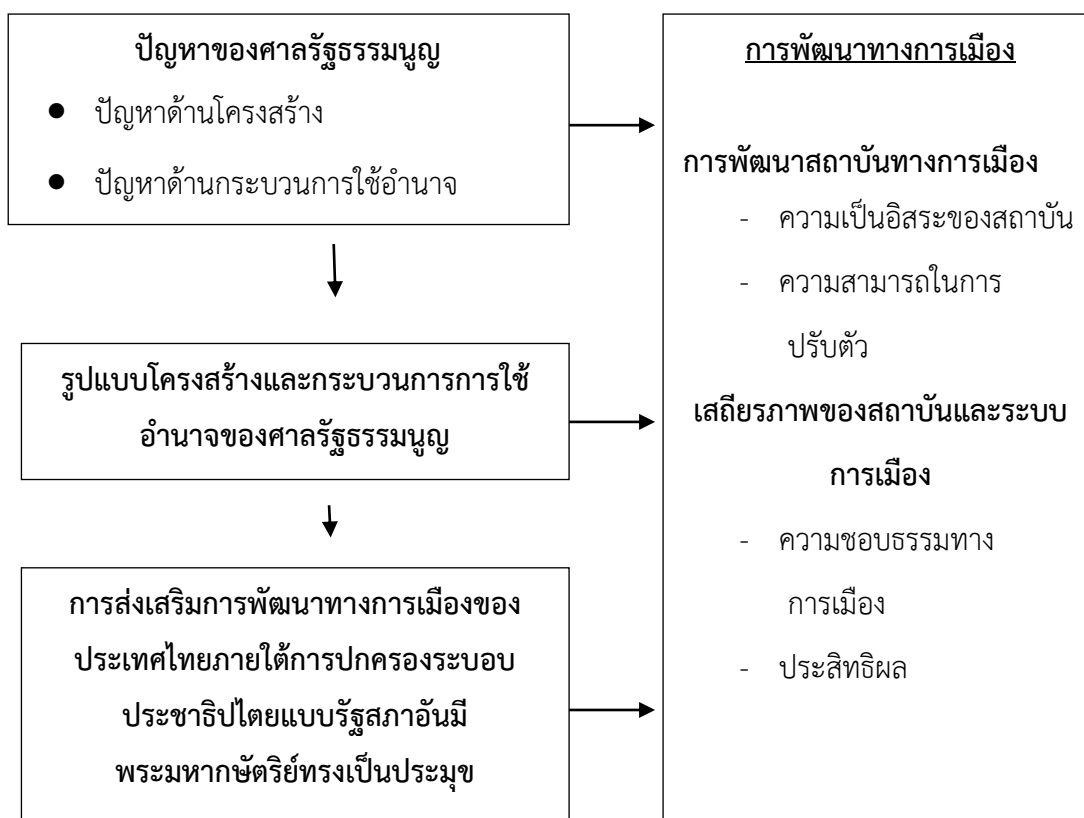 ปัญหาของศาลรัฐธรรมนูญ
● ปัญหาด้านโครงสร้าง
● ปัญหาด้านกระบวนการใช้อำนาจ
รูปแบบโครงสร้างและกระบวนการการใช้
อำนาจของศาลรัฐธรรมนูญ
การส่งเสริมการพัฒนาทางการเมืองของ
ประเทศไทยภายใต้การปกครองระบอบ
ประชาธิปไตยแบบรัฐสภาอันมี
พระมหากษัตริย์ทรงเป็นประมุข
การพัฒนาทางการเมือง
การพัฒนาสถาบันทางการเมือง
- ความเป็นอิสระของสถาบัน
- ความสามารถในการ
ปรับตัว
เสถียรภาพของสถาบันและระบบ
การเมือง
- ความชอบธรรมทาง
การเมือง
- ประสิทธิผล